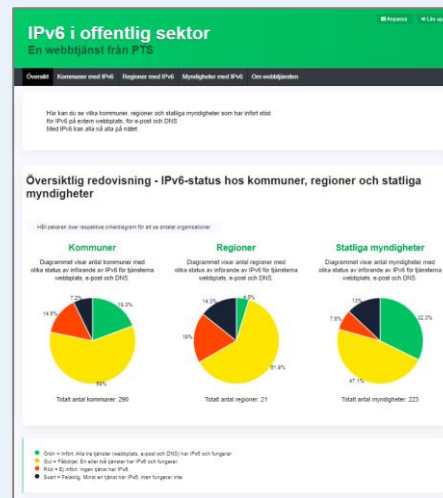 Anpassa
IPv6 i offentlig sektor
En webbtjänst från PTS
Översikt Kommuner med IPv6 Regioner med IPv6 Myndigheter med IPv6 Om webbtjänsten
Här kan du se vilka kommuner, regioner och statliga myndigheter som har infört stöd
för IPv6 på extern webbplats, för e-post och DNS.
Med IPv6 kan alla nå alla på nätet.
Översiktlig redovisning - IPv6-status hos kommuner, regioner och statliga
myndigheter
Håll pekaren över respektive cirkeldiagram för att se antalet organisationer
Kommuner
Diagrammet visar antal kommuner med
olika status av införande av IPv6 för tjänsterna
webbplats, e-post och DNS.
7.2%
14.5%
19.3%
59%
Totalt antal kommuner: 290
Regioner
Diagrammet visar antal regioner med
olika status av införande av IPv6 för tjänsterna
webbplats, e-post och DNS.
14.3%
4.8%
19%
61.9%
Totalt antal regioner: 21
Statliga myndigheter
Diagrammet visar antal myndigheter med
olika status av införande av IPv6 för tjänsterna
webbplats, e-post och DNS.
13%
7.6%
32.3%
47.1%
Totalt antal myndigheter: 223
Grön = Infört. Alla tre tjänster (webbplats, e-post och DNS) har IPv6 och fungerar.
Gul = Påbörjat. En eller två tjänster har IPv6 och fungerar.
Röd = Ej infört. Ingen tjänst har IPv6.
Svart = Felaktig. Minst en tjänst har IPv6, men fungerar inte.